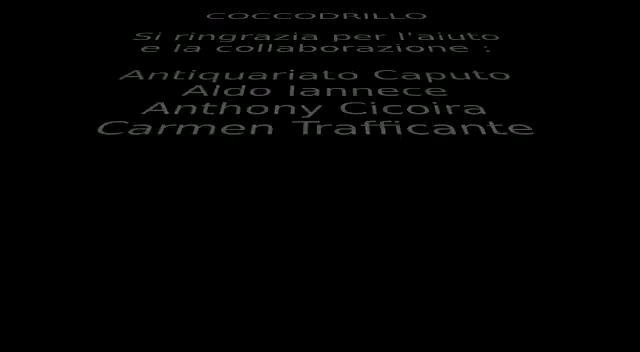 COCCODRILLO
Si ringrazia per l'aiuto
e la collaborazione :
Antiquariato Caputo
Aldo Iannece
Anthony Cicoira
Carmen Trafficante